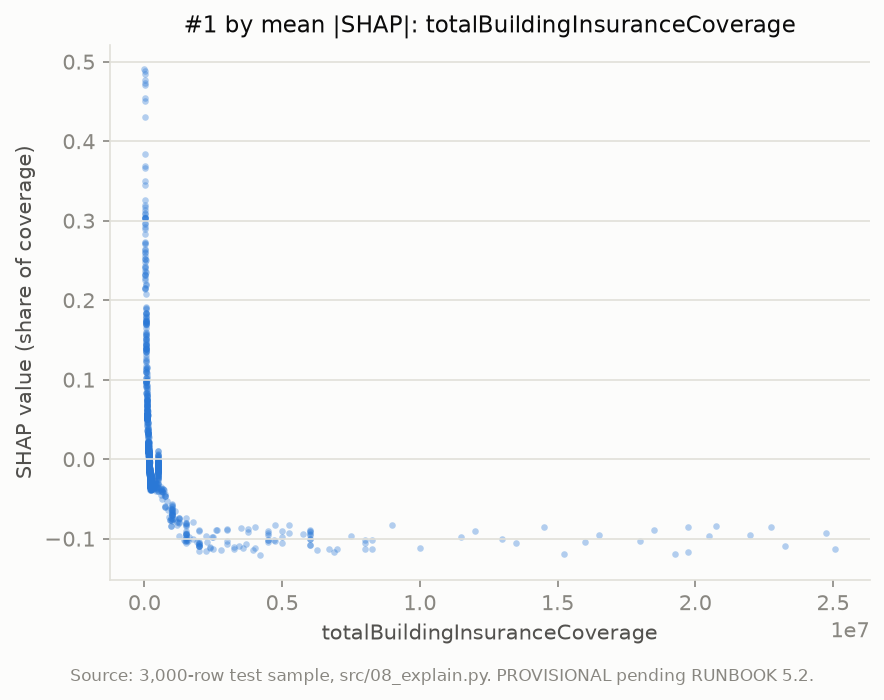 #1 by mean |SHAP|: totalBuildingInsuranceCoverage
0.5
0.4
0.3
0.2
0.1
0.0
−0.1
SHAP value (share of coverage)
0.0 0.5 1.0 1.5 2.0 2.5
1e7
totalBuildingInsuranceCoverage
Source: 3,000-row test sample, src/08_explain.py. PROVISIONAL pending RUNBOOK 5.2.